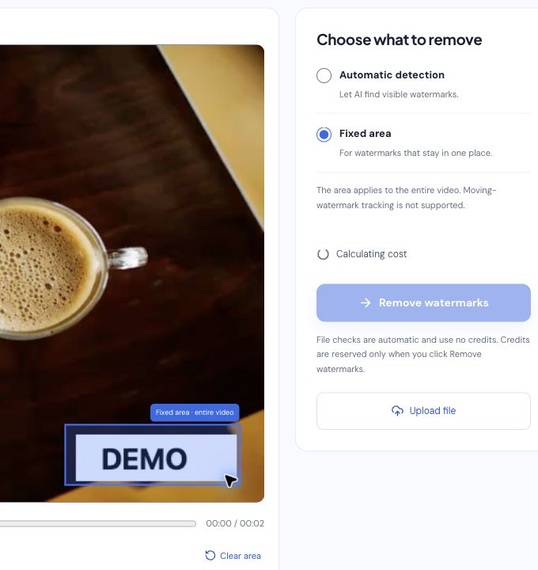 Choose what to remove
Automatic detection
Let AI find visible watermarks.
Fixed area
For watermarks that stay in one place.
The area applies to the entire video. Moving-
watermark tracking is not supported.
Calculating cost
Remove watermarks
File checks are automatic and use no credits. Credits
are reserved only when you click Remove
watermarks.
Upload file
Fixed area · entire video
DEMO
00:00 / 00:02
Clear area